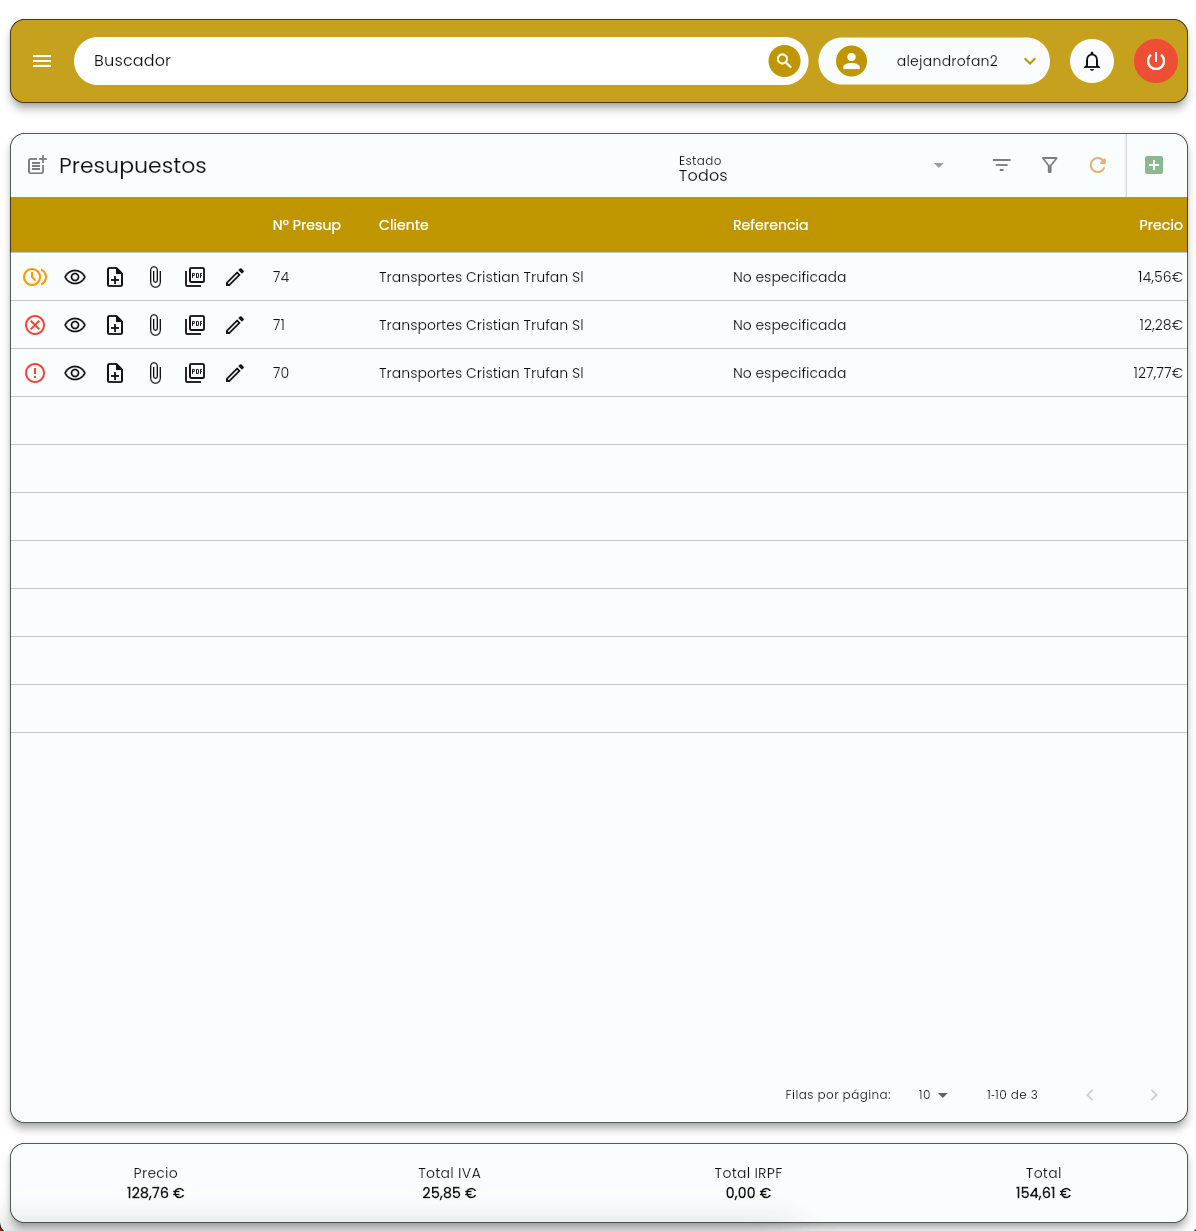 Buscador
alejandrofan2
Presupuestos
Estado
Todos
Nº Presup Cliente Referencia Precio
PDF 74 Transportes Cristian Trufan Sl No especificada 14,56€
PDF 71 Transportes Cristian Trufan Sl No especificada 12,28€
PDF 70 Transportes Cristian Trufan Sl No especificada 127,77€
Filas por página: 10 1-10 de 3
Precio Total IVA Total IRPF Total
128,76 € 25,85 € 0,00 € 154,61 €